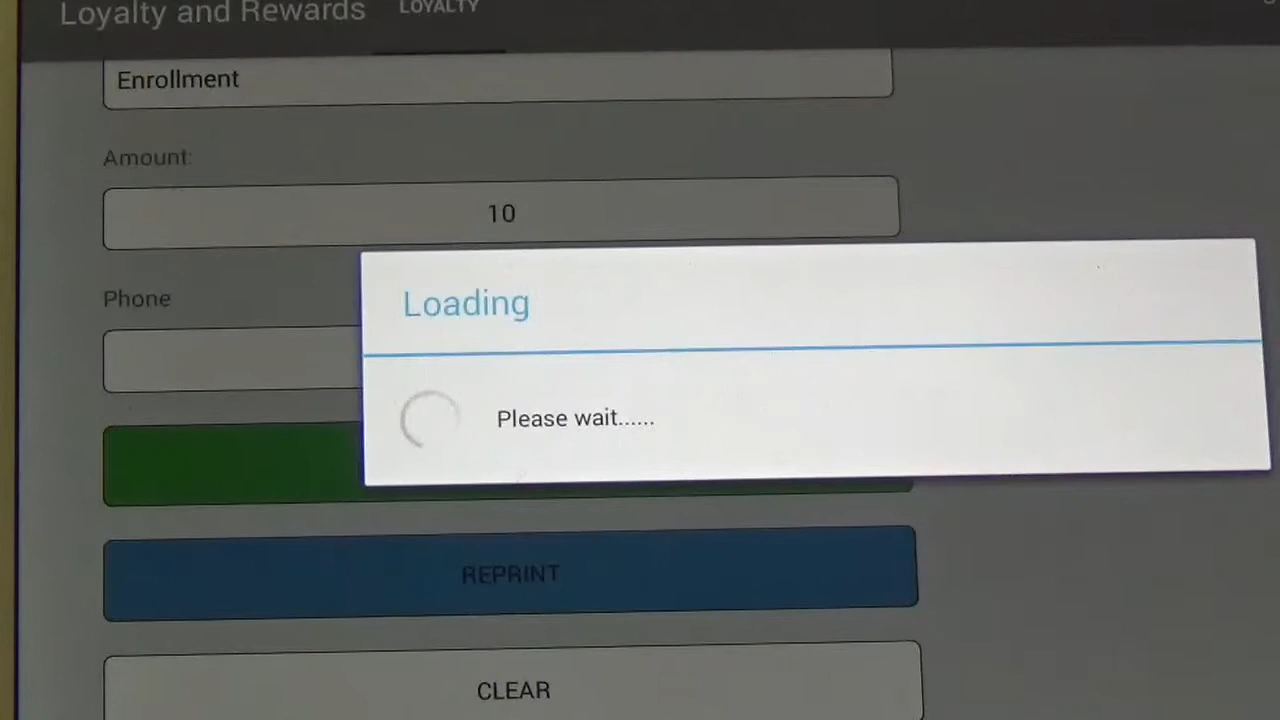 Loyalty and Rewards
LOYALTY
Enrollment
Amount:
10
Phone
Loading
Please wait......
REPRINT
CLEAR